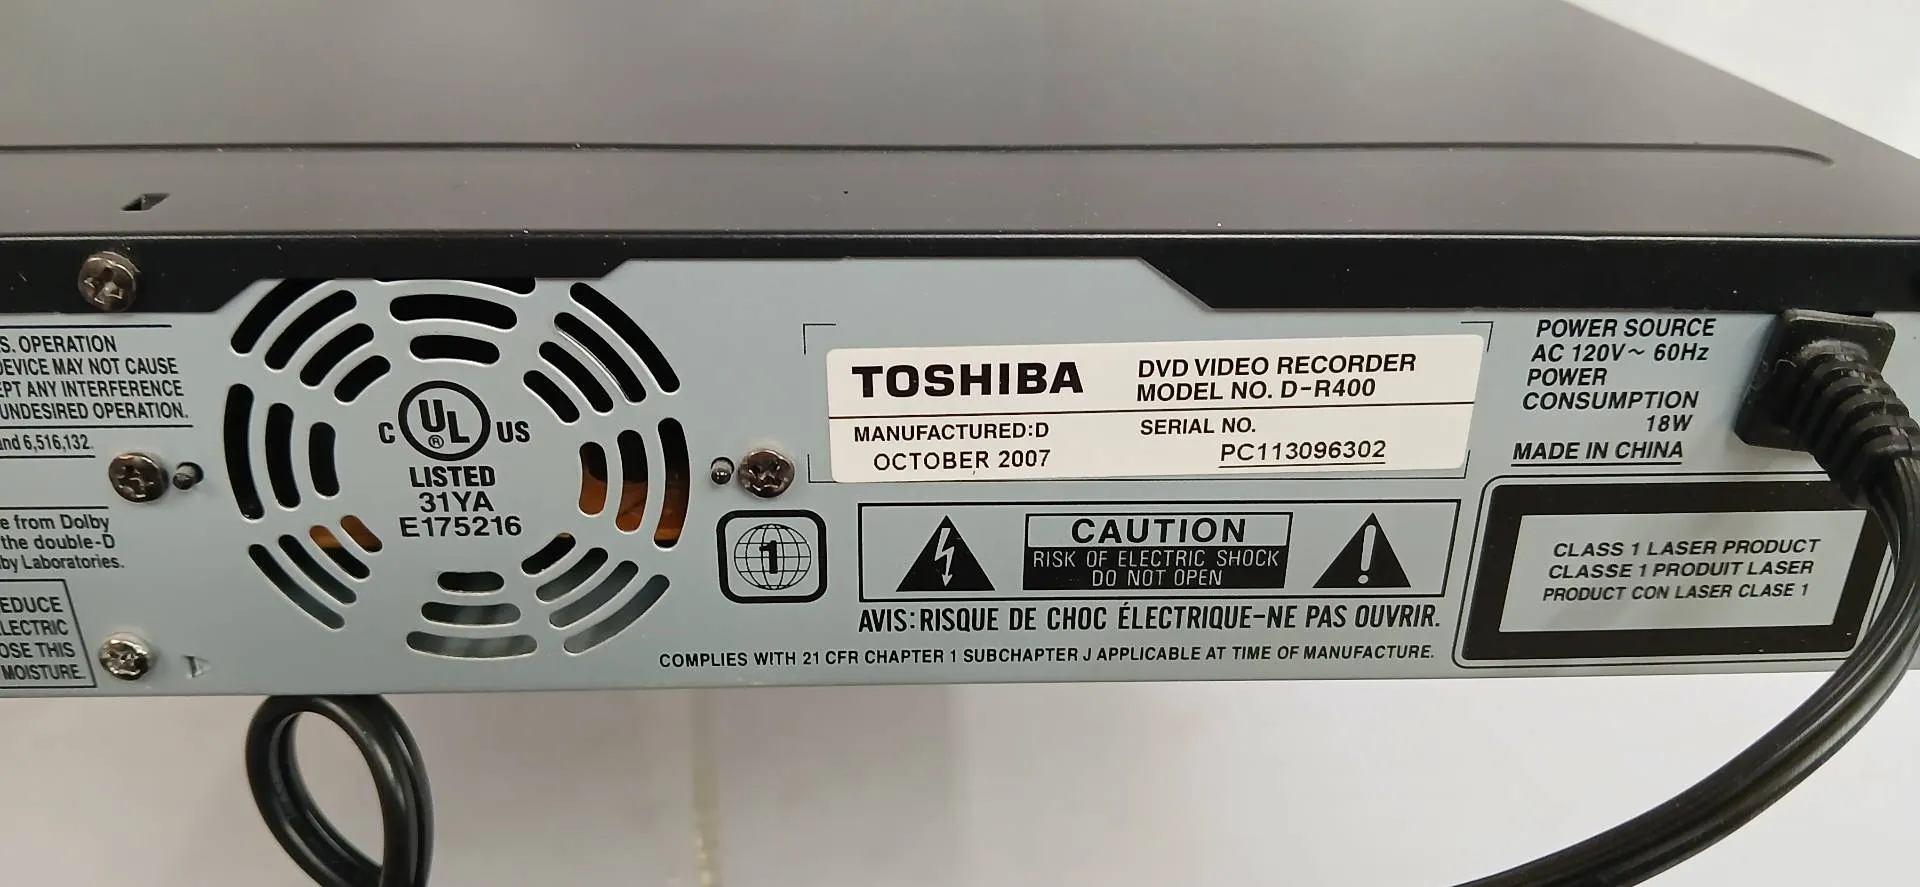 S. OPERATION
DEVICE MAY NOT CAUSE
EPT ANY INTERFERENCE
UNDESIRED OPERATION.
and 6,516,132.
e from Dolby
the double-D
by Laboratories.
EDUCE
LECTRIC
OSE THIS
MOISTURE.
C UL® US
LISTED
31YA
E175216
1
TOSHIBA
DVD VIDEO RECORDER
MODEL NO. D-R400
MANUFACTURED:D
OCTOBER 2007
SERIAL NO.
PC113096302
CAUTION
RISK OF ELECTRIC SHOCK
DO NOT OPEN
AVIS: RISQUE DE CHOC ÉLECTRIQUE-NE PAS OUVRIR.
COMPLIES WITH 21 CFR CHAPTER 1 SUBCHAPTER J APPLICABLE AT TIME OF MANUFACTURE.
POWER SOURCE
AC 120V~ 60Hz
POWER
CONSUMPTION
18W
MADE IN CHINA
CLASS 1 LASER PRODUCT
CLASSE 1 PRODUIT LASER
PRODUCT CON LASER CLASE 1